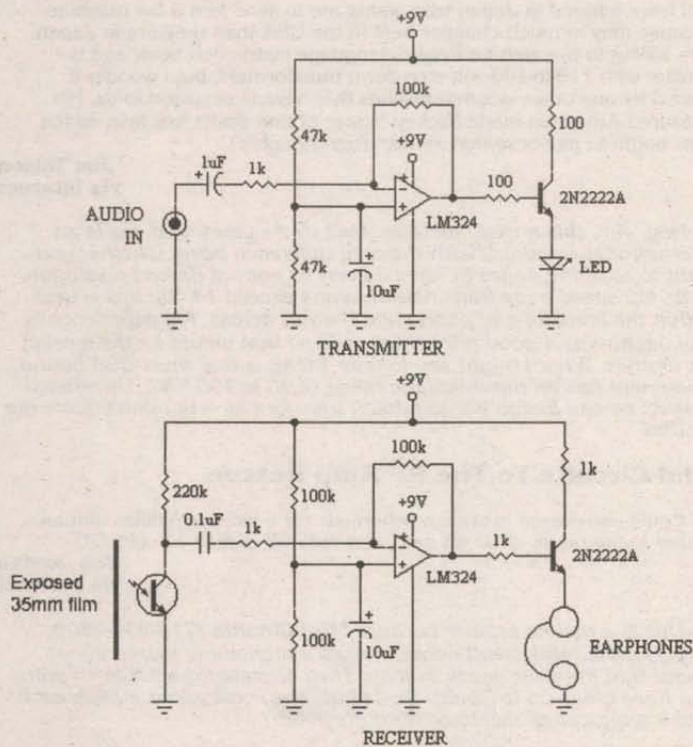 +9V
100k
+9V
47k
100
1uF
+
1k
AUDIO
IN
-
+
LM324
100
2N2222A
47k
+
10uF
LED
TRANSMITTER
+9V
100k
1k
220k
100k
+9V
0.1uF
1k
-
+
LM324
1k
2N2222A
Exposed
35mm film
100k
+
10uF
EARPHONES
RECEIVER